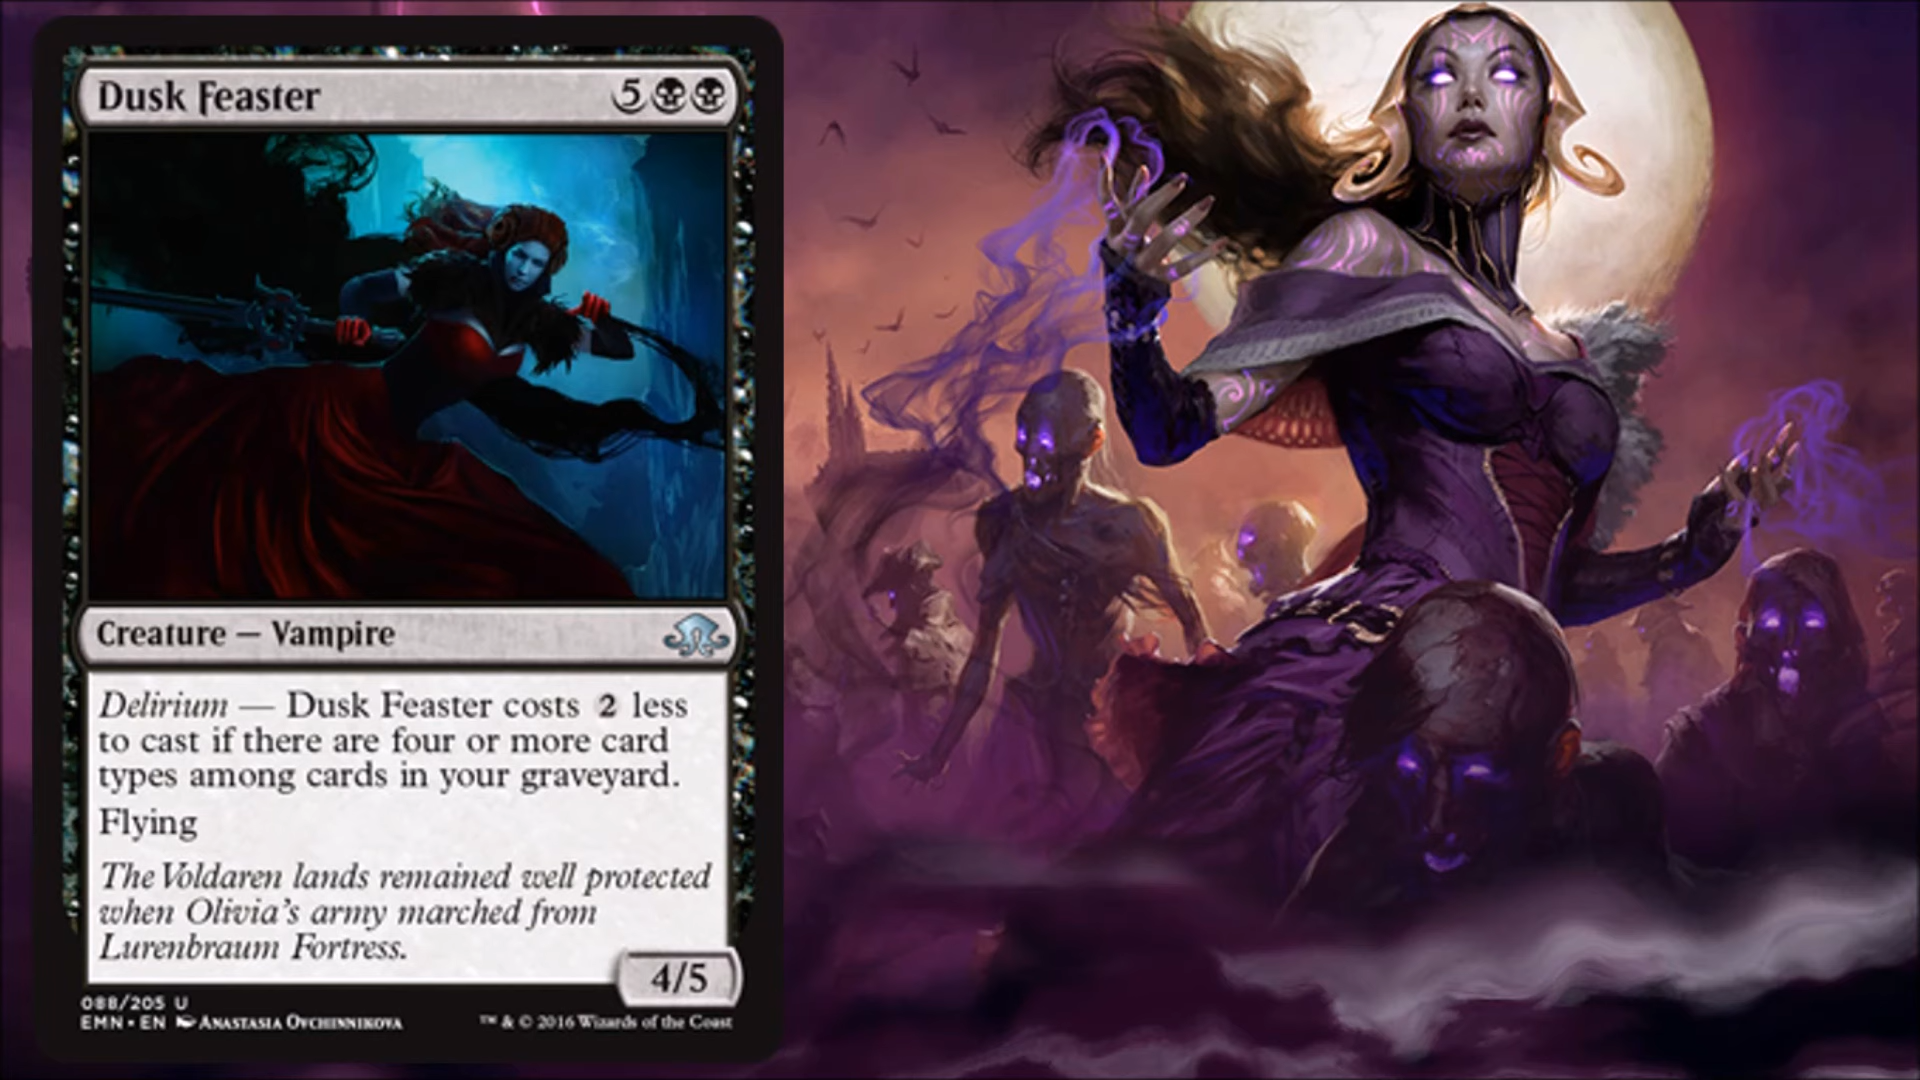 Dusk Feaster 5
Creature — Vampire
Delirium — Dusk Feaster costs 2 less
to cast if there are four or more card
types among cards in your graveyard.
Flying
The Voldaren lands remained well protected
when Olivia's army marched from
Lurenbraum Fortress.
4/5
088/205 U
EMN • EN Anastasia Ovchinnikova
™ & © 2016 Wizards of the Coast